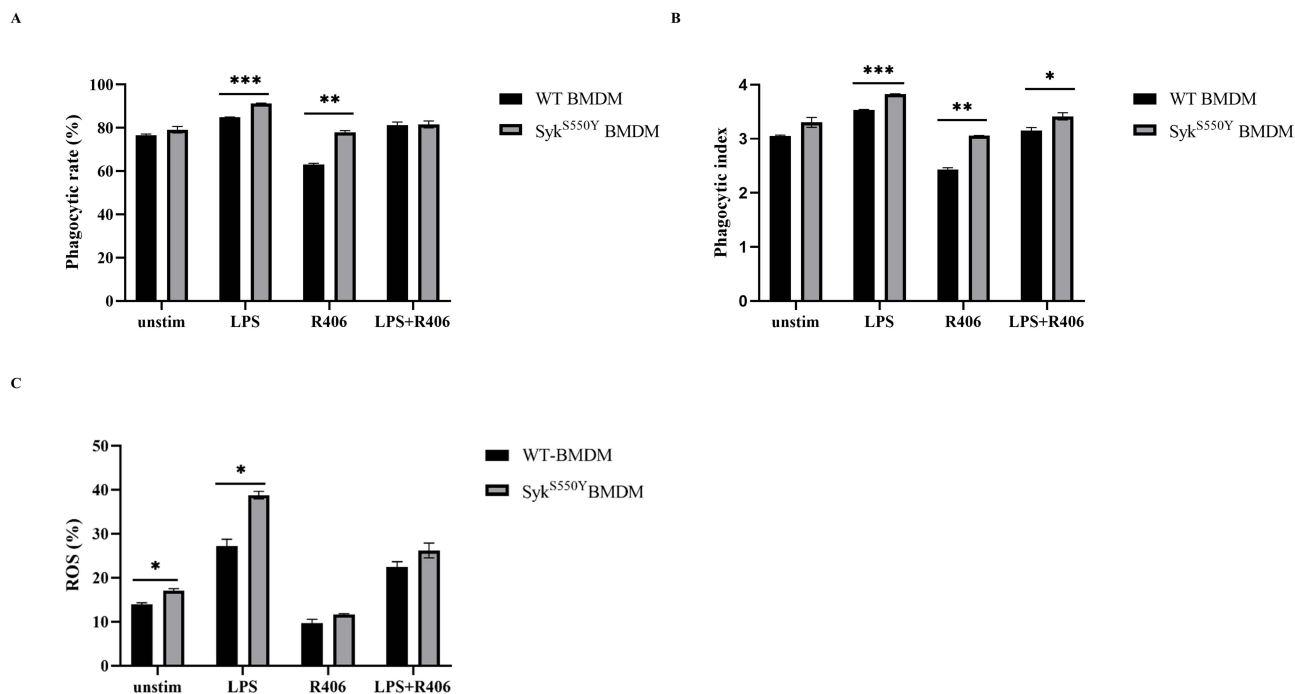 A
***
**
100
80
60
40
20
0
Phagocytic rate (%)
unstim LPS R406 LPS+R406
WT BMDM
Syk^S550Y BMDM
B
***
**
*
4
3
2
1
0
Phagocytic index
unstim LPS R406 LPS+R406
WT BMDM
Syk^S550Y BMDM
C
*
*
50
40
30
20
10
0
ROS (%)
unstim LPS R406 LPS+R406
WT-BMDM
Syk^S550Y BMDM